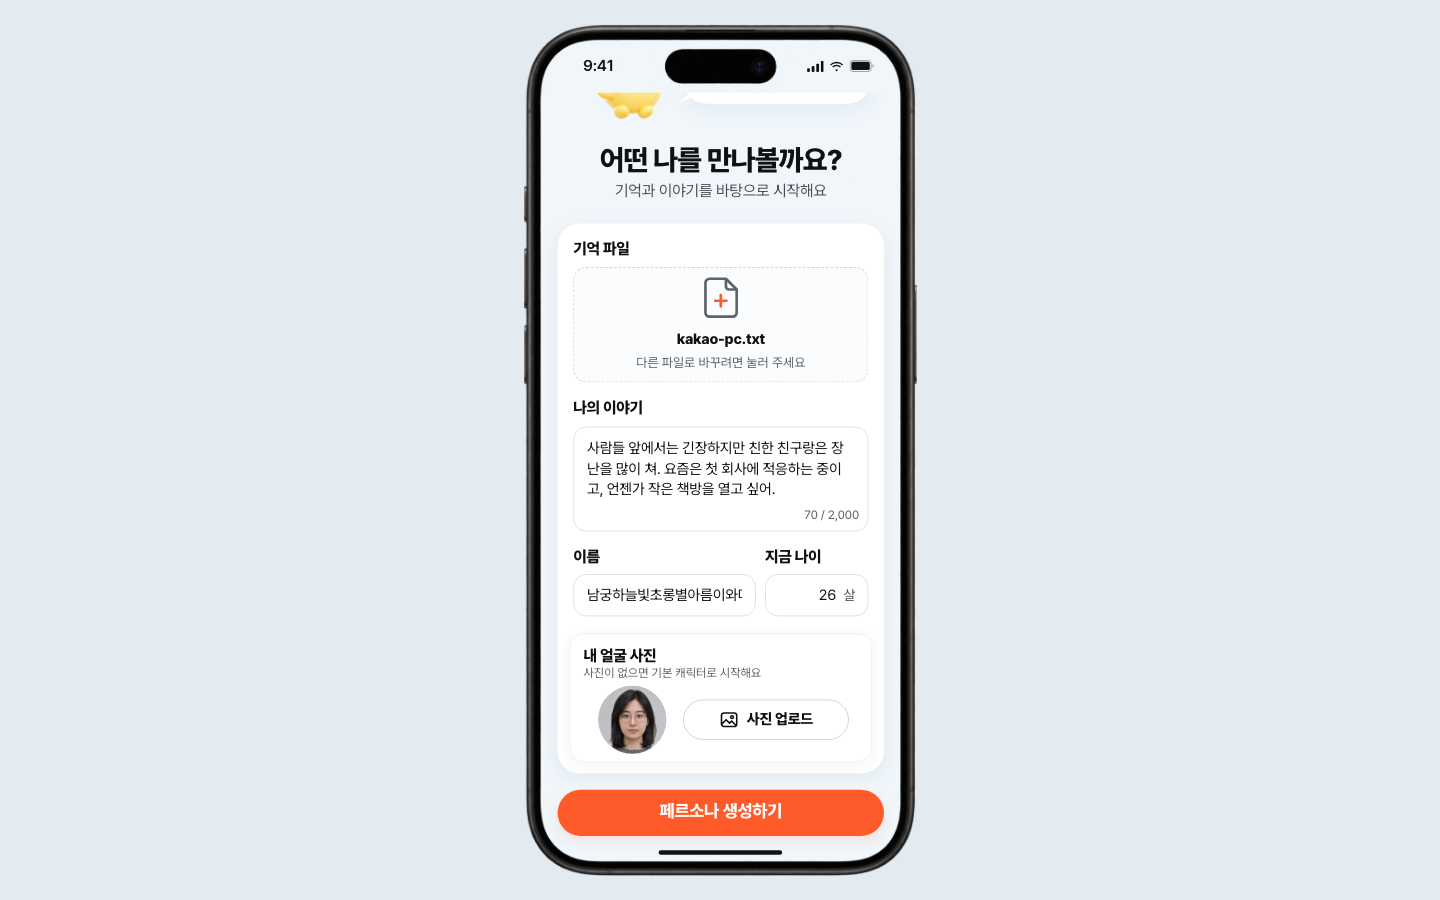 9:41
어떤 나를 만나볼까요?
기억과 이야기를 바탕으로 시작해요
기억 파일
kakao-pc.txt
다른 파일로 바꾸려면 눌러 주세요
나의 이야기
사람들 앞에서는 긴장하지만 친한 친구랑은 장
난을 많이 쳐. 요즘은 첫 회사에 적응하는 중이
고, 언젠가 작은 책방을 열고 싶어.
70 / 2,000
이름
지금 나이
남궁하늘빛초롱별아름이와
26 살
내 얼굴 사진
사진이 없으면 기본 캐릭터로 시작해요
사진 업로드
페르소나 생성하기